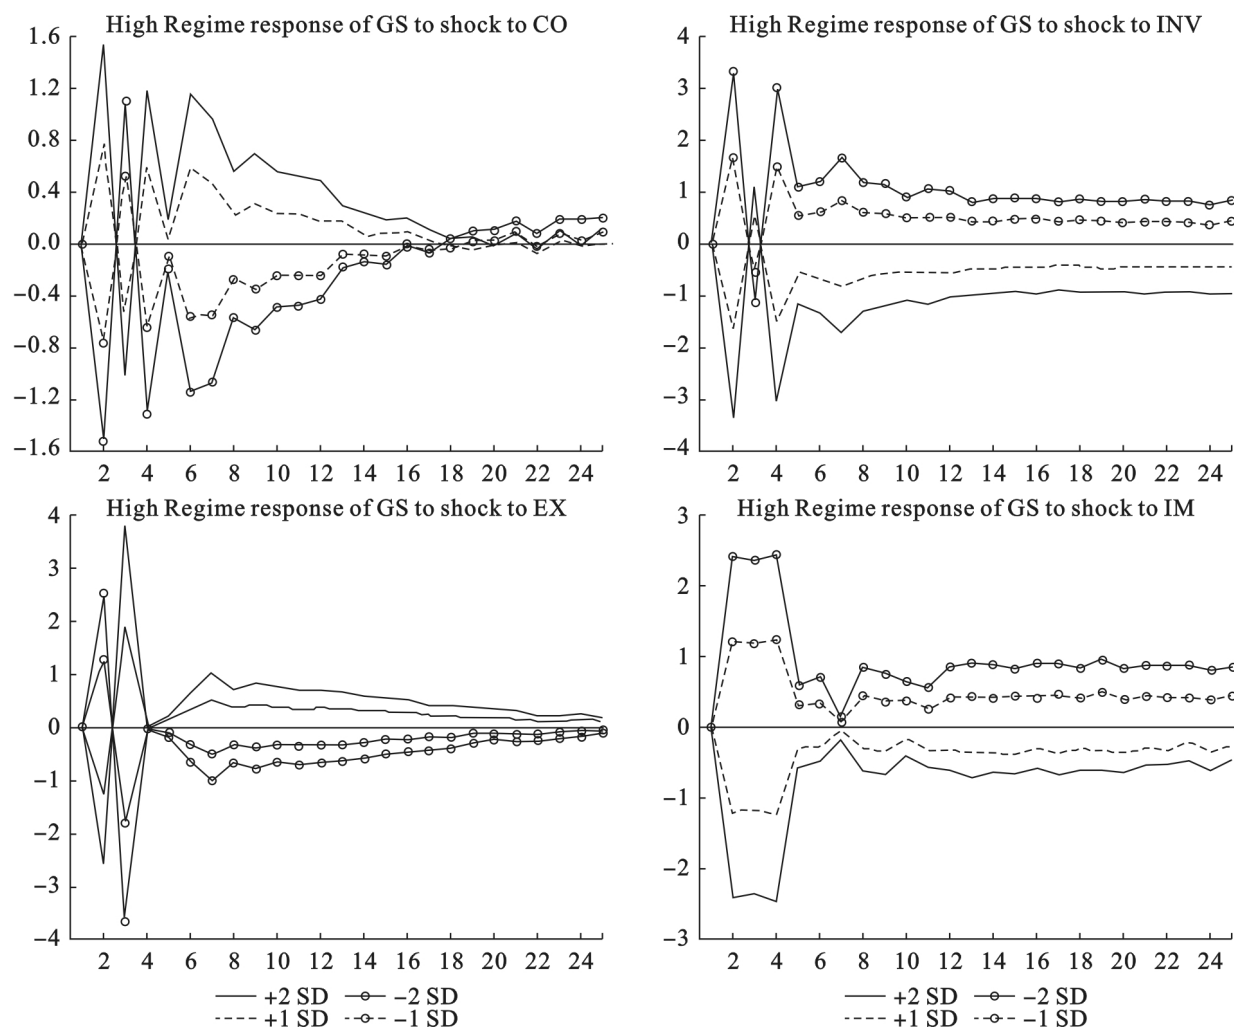 High Regime response of GS to shock to CO
1.6
1.2
0.8
0.4
0.0
−0.4
−0.8
−1.2
−1.6
2 4 6 8 10 12 14 16 18 20 22 24
High Regime response of GS to shock to INV
4
3
2
1
0
−1
−2
−3
−4
2 4 6 8 10 12 14 16 18 20 22 24
High Regime response of GS to shock to EX
4
3
2
1
0
−1
−2
−3
−4
2 4 6 8 10 12 14 16 18 20 22 24
+2 SD −2 SD
+1 SD −1 SD
High Regime response of GS to shock to IM
3
2
1
0
−1
−2
−3
2 4 6 8 10 12 14 16 18 20 22 24
+2 SD −2 SD
+1 SD −1 SD